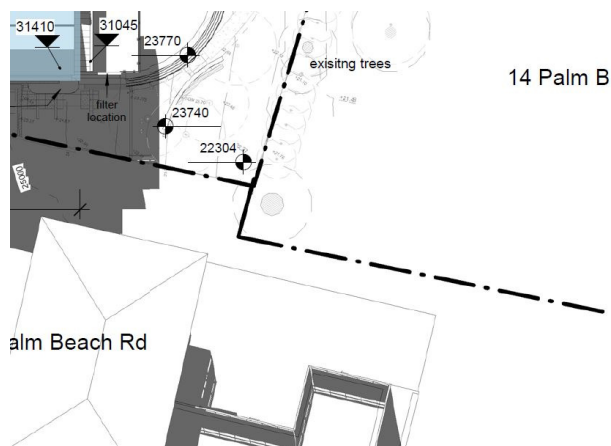 31410
31045
23770
exisitng trees
14 Palm B
filter
location
23740
22304
25000
alm Beach Rd